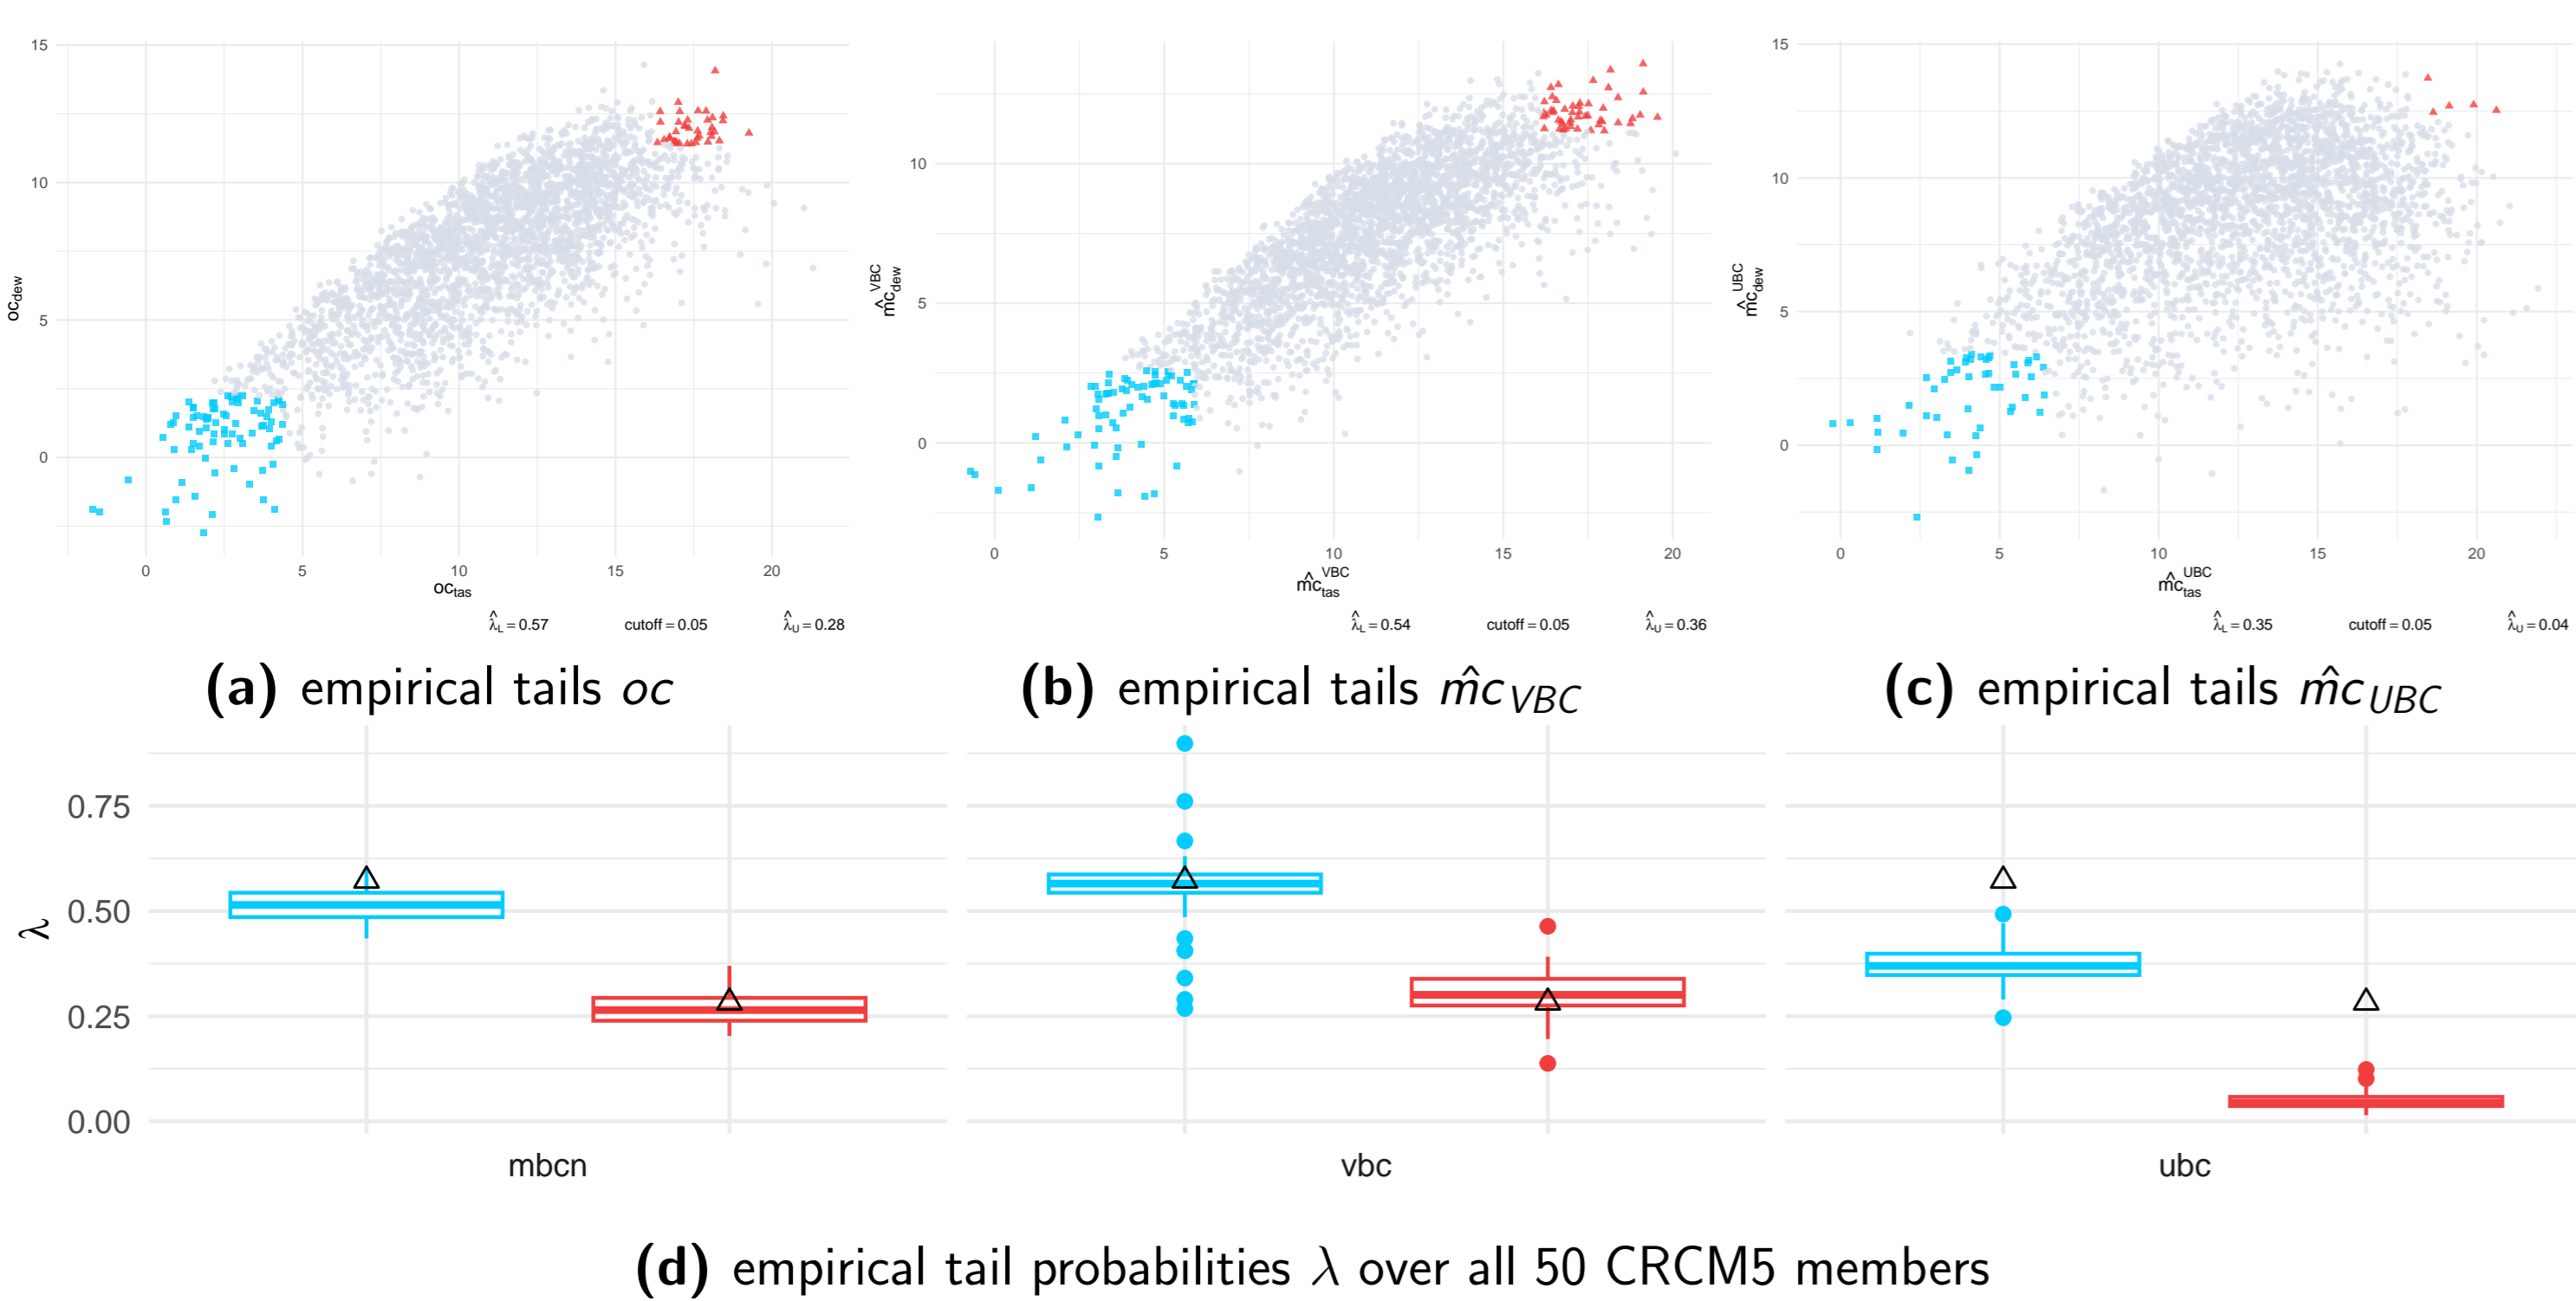 15
10
5
0
oc_dew
0 5 10 15 20
oc_tas
λ̂_L = 0.57 cutoff = 0.05 λ̂_U = 0.28
10
5
0
m̂c_dew^VBC
0 5 10 15 20
m̂c_tas^VBC
λ̂_L = 0.54 cutoff = 0.05 λ̂_U = 0.36
15
10
5
0
m̂c_dew^UBC
0 5 10 15 20
m̂c_tas^UBC
λ̂_L = 0.35 cutoff = 0.05 λ̂_U = 0.04
(a) empirical tails oc
(b) empirical tails m̂c_VBC
(c) empirical tails m̂c_UBC
λ
0.75
0.50
0.25
0.00
mbcn vbc ubc
(d) empirical tail probabilities λ over all 50 CRCM5 members